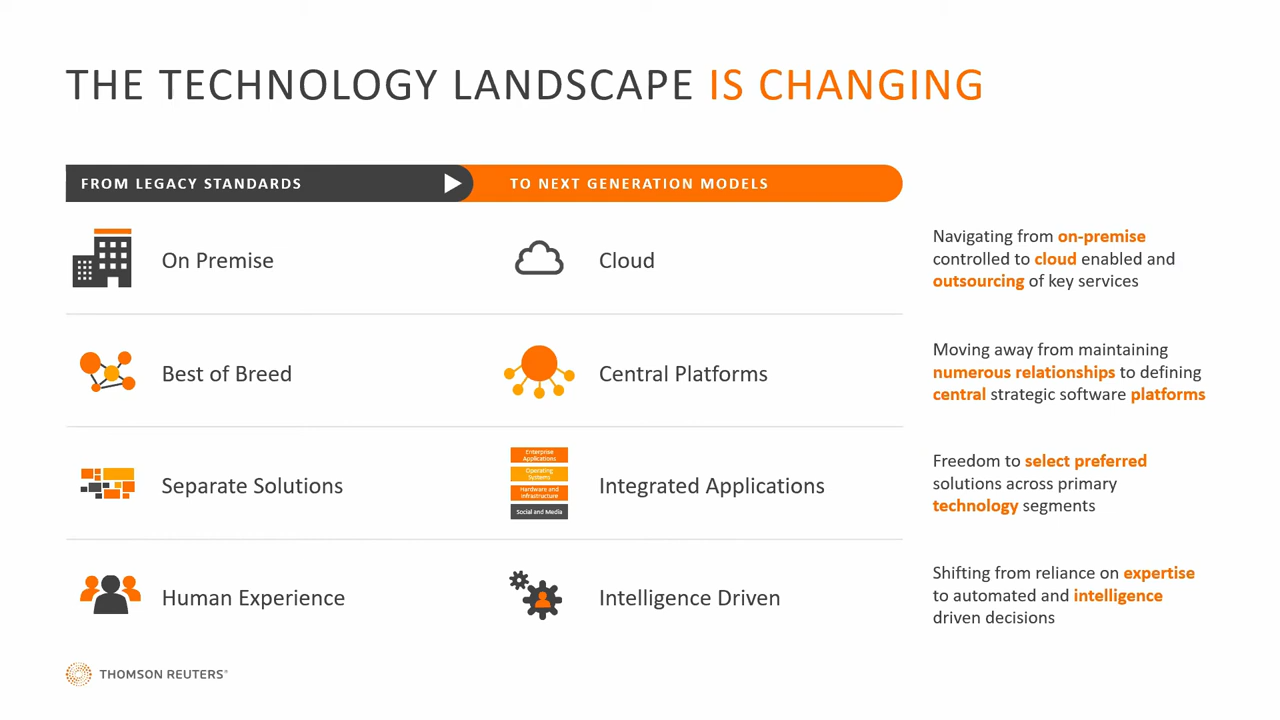 THE TECHNOLOGY LANDSCAPE IS CHANGING
FROM LEGACY STANDARDS
TO NEXT GENERATION MODELS
On Premise
Cloud
Navigating from on-premise
controlled to cloud enabled and
outsourcing of key services
Best of Breed
Central Platforms
Moving away from maintaining
numerous relationships to defining
central strategic software platforms
Separate Solutions
Enterprise
Applications
Operating
Systems
Hardware and
infrastructure
Social and Media
Integrated Applications
Freedom to select preferred
solutions across primary
technology segments
Human Experience
Intelligence Driven
Shifting from reliance on expertise
to automated and intelligence
driven decisions
THOMSON REUTERS®